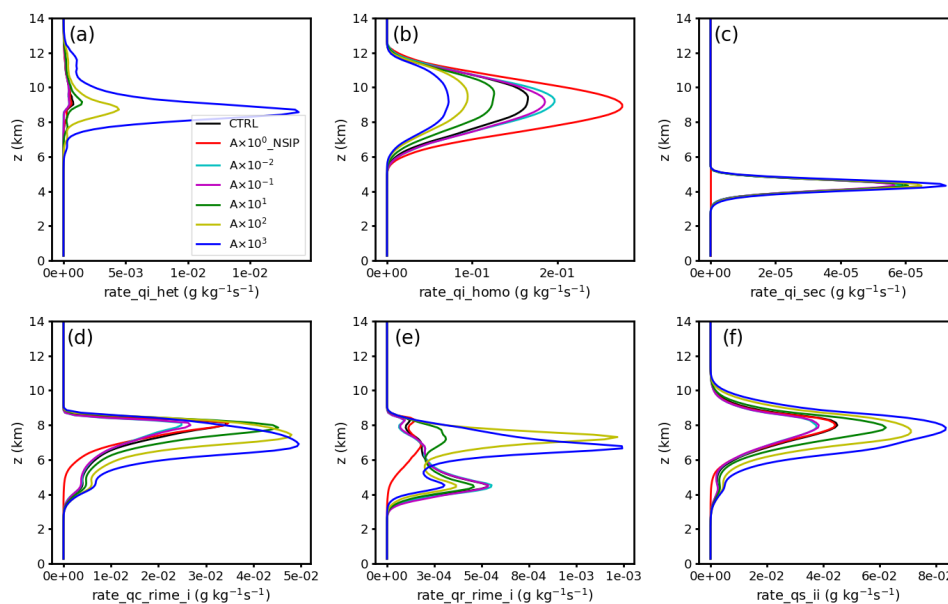 (a) (b) (c)
14 14 14
12 12 12
10 10 10
8 8 8
6 6 6
4 4 4
2 2 2
0 0 0
z (km) z (km) z (km)
CTRL
A×10⁰_NSIP
A×10⁻²
A×10⁻¹
A×10¹
A×10²
A×10³
0e+00 5e-03 1e-02 1e-02 0e+00 1e-01 2e-01 0e+00 2e-05 4e-05 6e-05
rate_qi_het (g kg⁻¹s⁻¹) rate_qi_homo (g kg⁻¹s⁻¹) rate_qi_sec (g kg⁻¹s⁻¹)
(d) (e) (f)
14 14 14
12 12 12
10 10 10
8 8 8
6 6 6
4 4 4
2 2 2
0 0 0
z (km) z (km) z (km)
0e+00 1e-02 2e-02 3e-02 4e-02 5e-02 0e+00 3e-04 5e-04 8e-04 1e-03 0e+00 2e-02 4e-02 6e-02 8e-02
rate_qc_rime_i (g kg⁻¹s⁻¹) rate_qr_rime_i (g kg⁻¹s⁻¹) rate_qs_ii (g kg⁻¹s⁻¹)